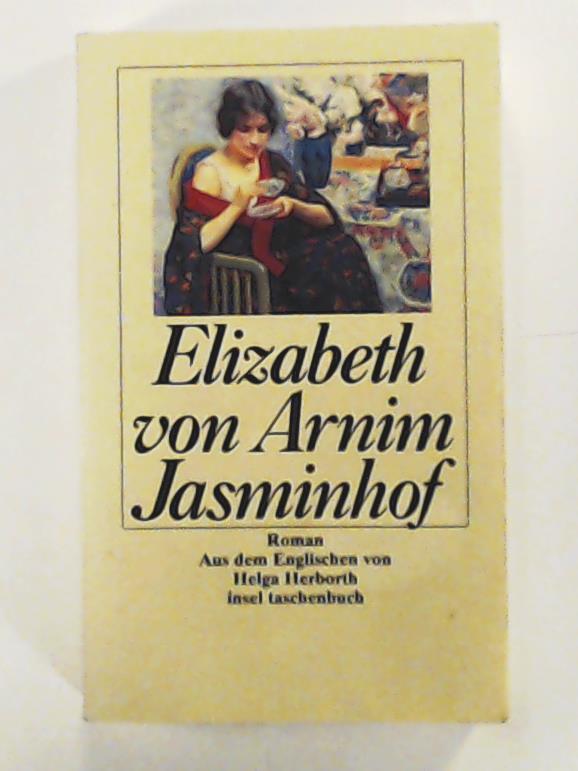 Elizabeth
von Arnim
Jasminhof
Roman
Aus dem Englischen von
Helga Herborth
insel taschenbuch